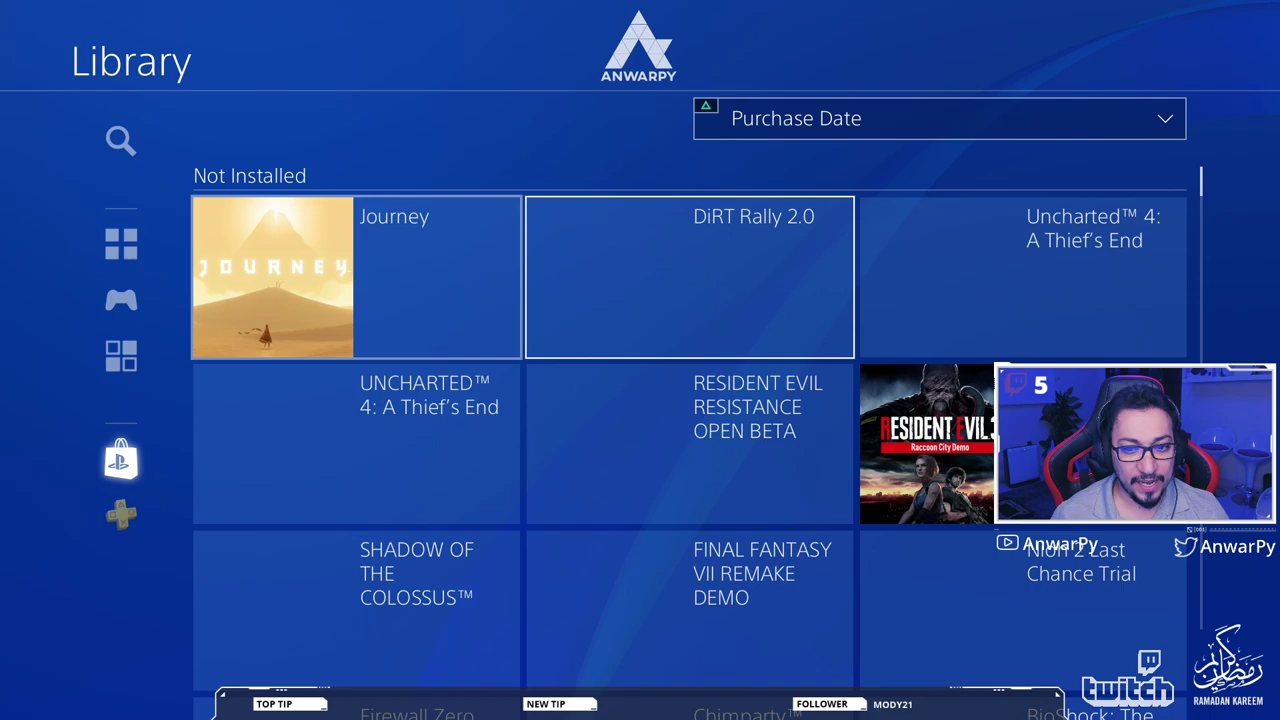 Library
ANWARPY
Purchase Date
Not Installed
JOURNEY
Journey
DiRT Rally 2.0
Uncharted™ 4:
A Thief's End
UNCHARTED™
4: A Thief's End
RESIDENT EVIL
RESISTANCE
OPEN BETA
RESIDENT EVIL 3
Raccoon City Demo
5
AnwarPy
AnwarPy
SHADOW OF
THE
COLOSSUS™
FINAL FANTASY
VII REMAKE
DEMO
2 Last
Chance Trial
twitch
رمضان كريم
RAMADAN KAREEM
TOP TIP
NEW TIP
FOLLOWER
MODY21
Firewall Zero
Chimparty™
BioShock: The